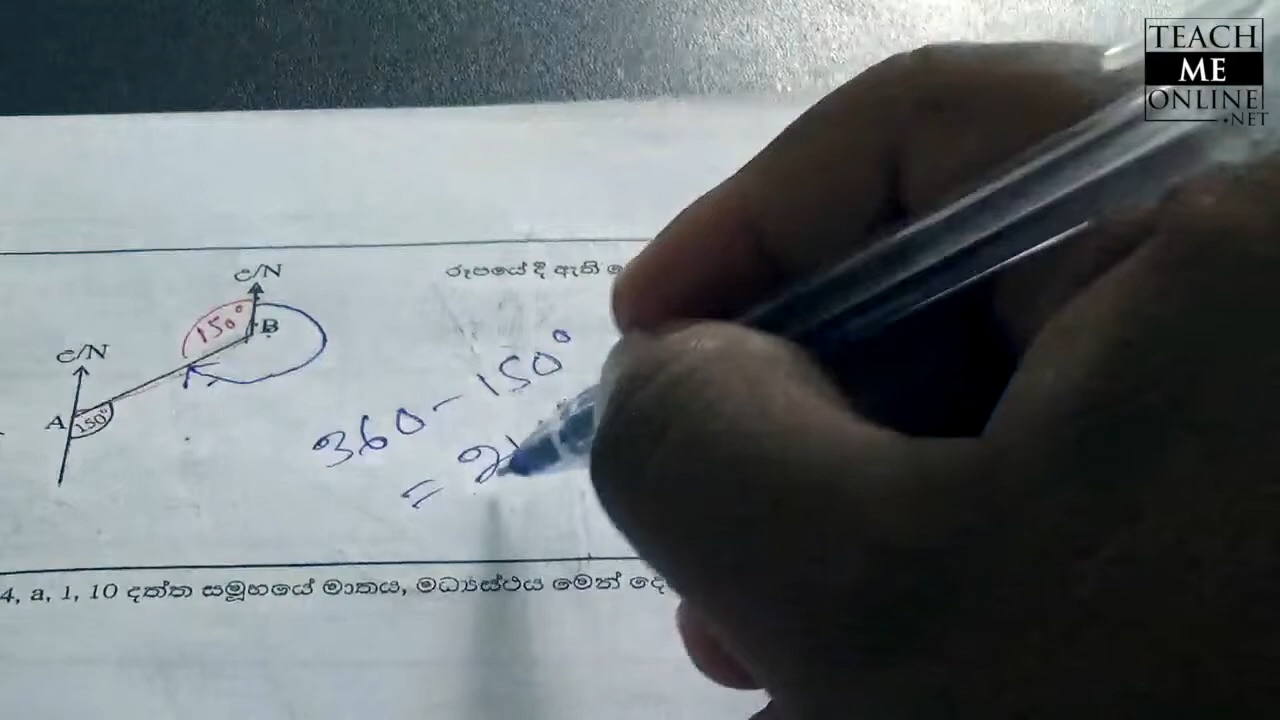 TEACH
ME
ONLINE
.NET
උ/N
150°
B
රූපයේ දී ඇති
උ/N
A
150°
360 - 150°
= 21
4, a, 1, 10 දත්ත සමූහයේ මාතය, මධ්‍යස්ථය මෙන් දෙ